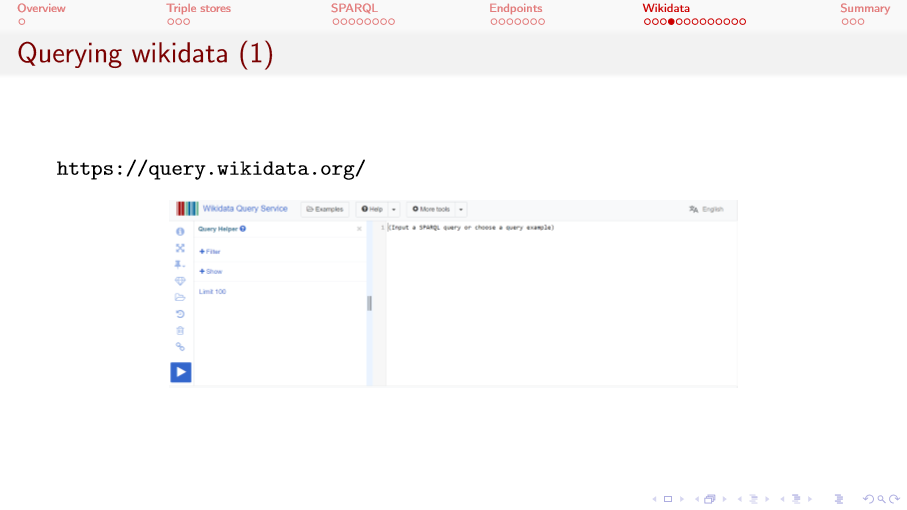 Overview Triple stores SPARQL Endpoints Wikidata Summary
Querying wikidata (1)
https://query.wikidata.org/
Wikidata Query Service Examples Help More tools English
Query Helper × 1 (Input a SPARQL query or choose a query example)
+ Filter
+ Show
Limit 100